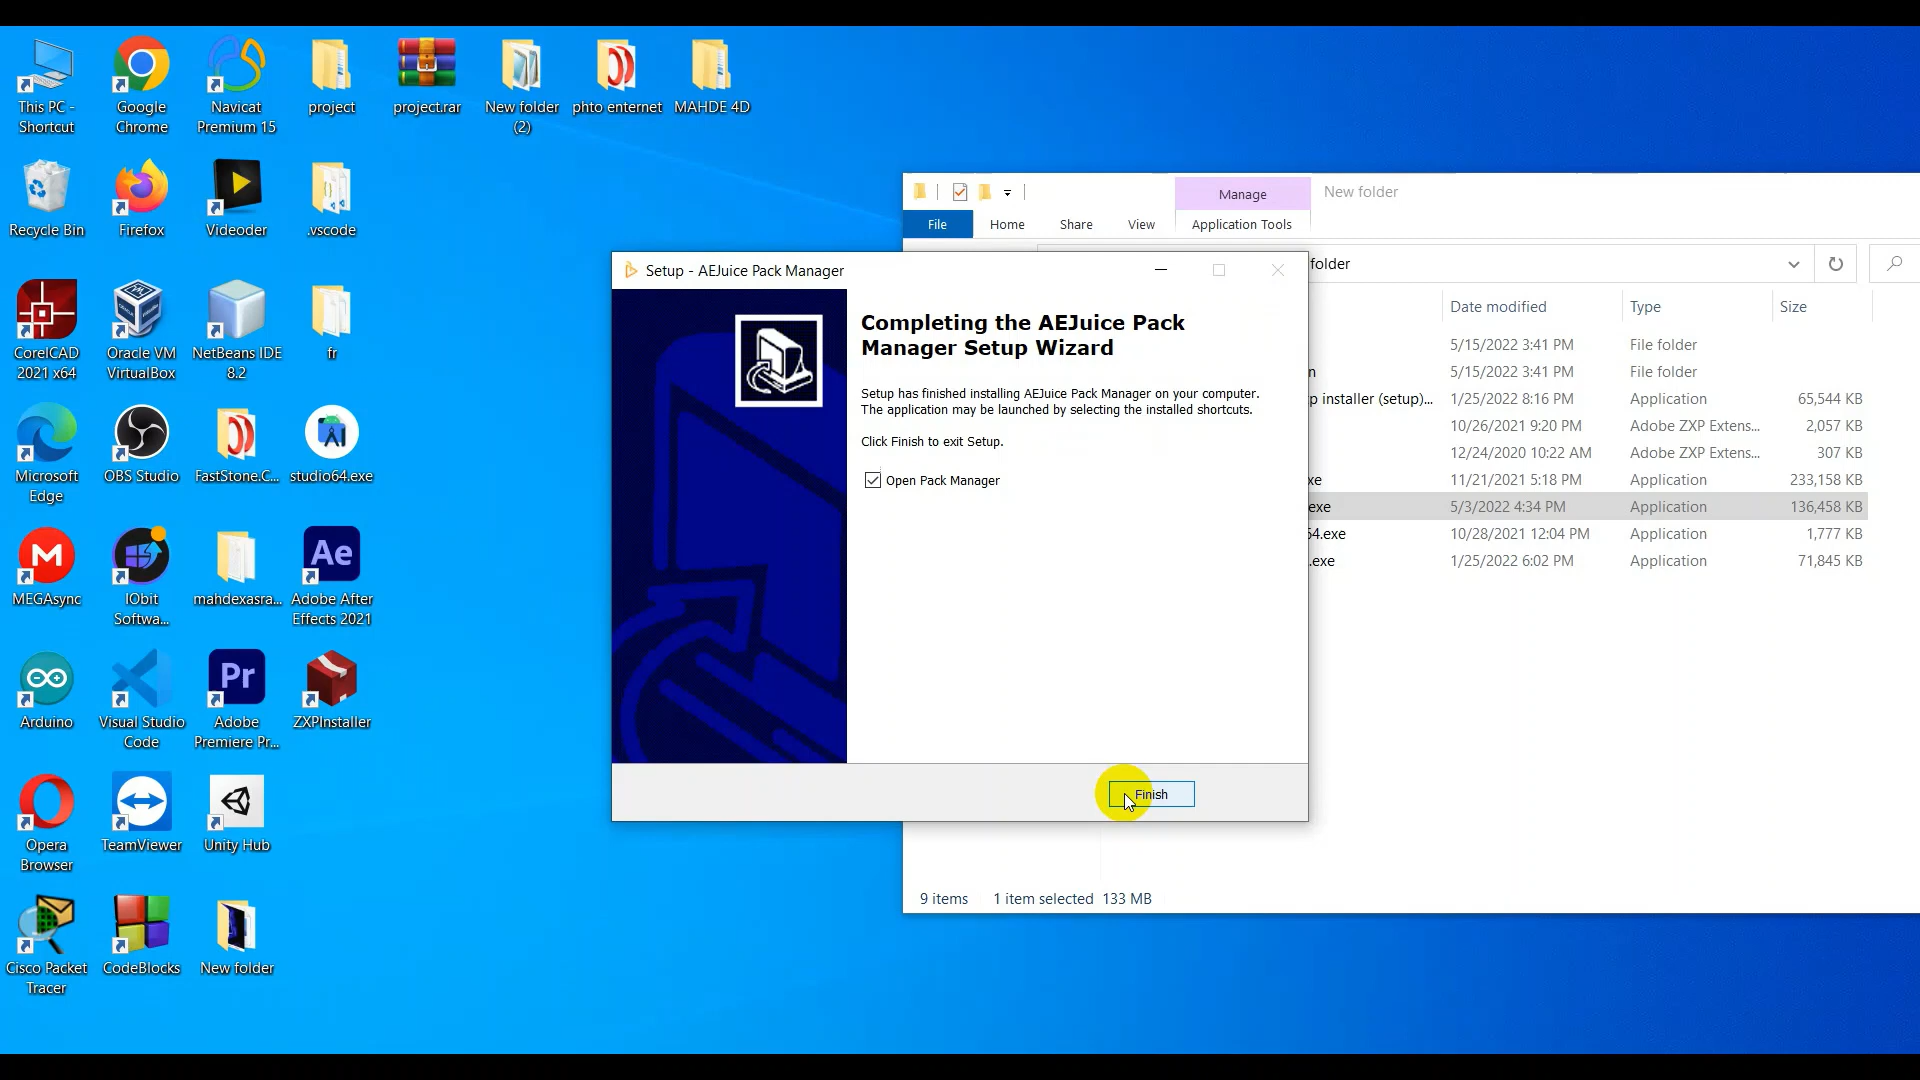 This PC -
Shortcut
Google
Chrome
Navicat
Premium 15
project
project.rar
New folder
(2)
phto enternet
MAHDE 4D
Recycle Bin
Firefox
Videoder
.vscode
CorelCAD
2021 x64
Oracle VM
VirtualBox
NetBeans IDE
8.2
fr
Microsoft
Edge
OBS Studio
FastStone.C...
studio64.exe
MEGAsync
IObit
Softwa...
mahdexasra...
Ae
Adobe After
Effects 2021
Arduino
Visual Studio
Code
Pr
Adobe
Premiere Pr...
ZXPInstaller
Opera
Browser
TeamViewer
Unity Hub
Cisco Packet
Tracer
CodeBlocks
New folder
Manage
New folder
File
Home
Share
View
Application Tools
folder
Date modified
Type
Size
5/15/2022 3:41 PM
File folder
n
5/15/2022 3:41 PM
File folder
p installer (setup)...
1/25/2022 8:16 PM
Application
65,544 KB
10/26/2021 9:20 PM
Adobe ZXP Extens...
2,057 KB
12/24/2020 10:22 AM
Adobe ZXP Extens...
307 KB
xe
11/21/2021 5:18 PM
Application
233,158 KB
exe
5/3/2022 4:34 PM
Application
136,458 KB
64.exe
10/28/2021 12:04 PM
Application
1,777 KB
.exe
1/25/2022 6:02 PM
Application
71,845 KB
9 items
1 item selected 133 MB
Setup - AEJuice Pack Manager
Completing the AEJuice Pack
Manager Setup Wizard
Setup has finished installing AEJuice Pack Manager on your computer.
The application may be launched by selecting the installed shortcuts.
Click Finish to exit Setup.
Open Pack Manager
Finish